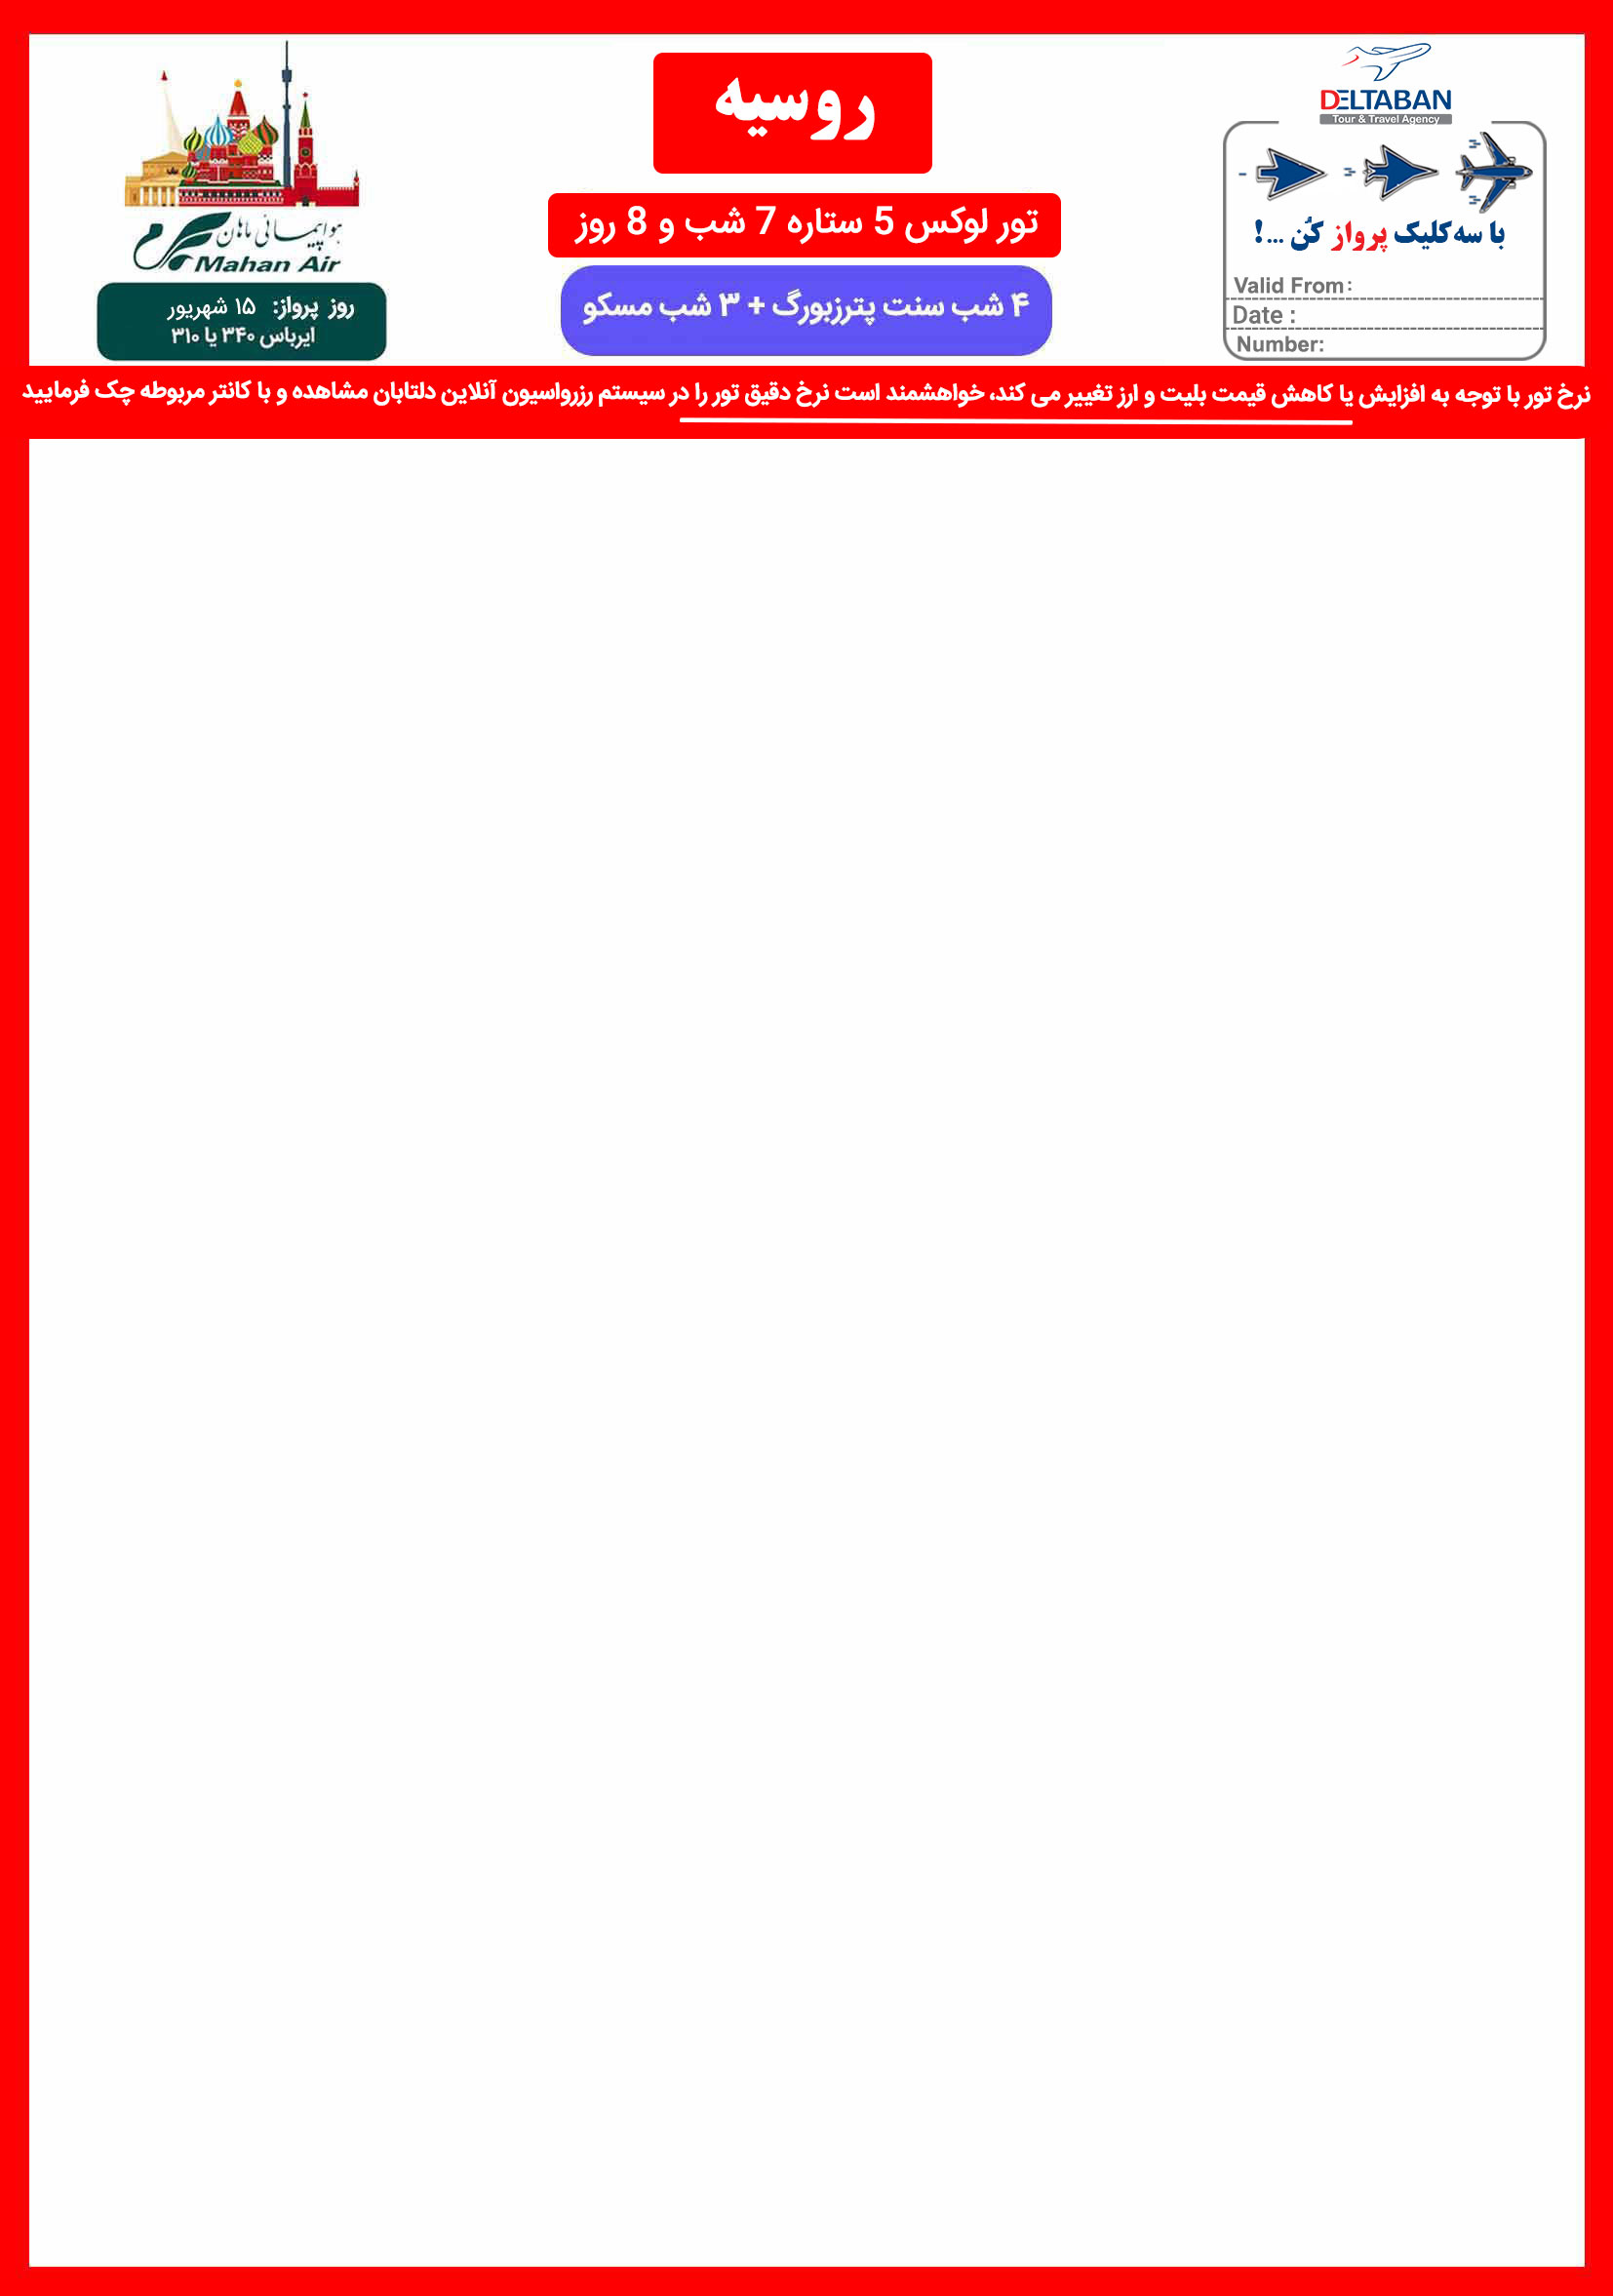 روسیه
تور لوکس 5 ستاره 7 شب و 8 روز
۴ شب سنت پترزبورگ + ۳ شب مسکو
DELTABAN
Tour & Travel Agency
با سه کلیک پرواز کُن ...!
Valid From:
Date :
Number:
هواپیمائی ماهان
Mahan Air
روز پرواز: ۱۵ شهریور
ایرباس ۳۴۰ یا ۳۱۰
نرخ تور با توجه به افزایش یا کاهش قیمت بلیت و ارز تغییر می کند، خواهشمند است نرخ دقیق تور را در سیستم رزرواسیون آنلاین دلتابان مشاهده و با کانتر مربوطه چک فرمایید